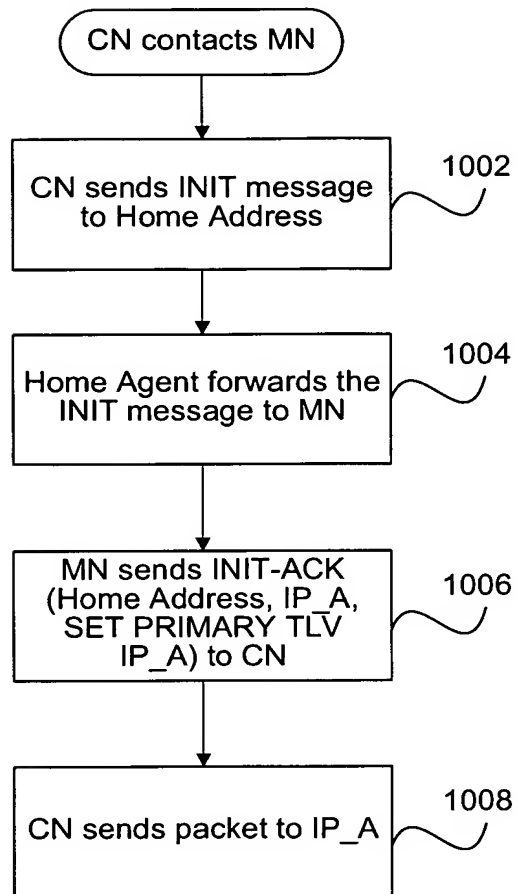 CN contacts MN
CN sends INIT message
to Home Address
1002
Home Agent forwards the
INIT message to MN
1004
MN sends INIT-ACK
(Home Address, IP_A,
SET PRIMARY TLV
IP_A) to CN
1006
CN sends packet to IP_A
1008